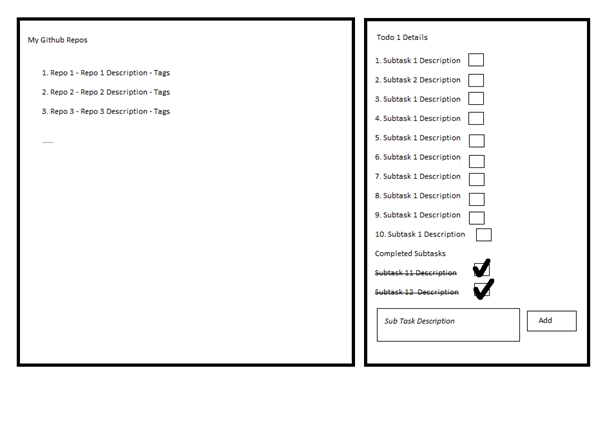 My Github Repos
1. Repo 1 - Repo 1 Description - Tags
2. Repo 2 - Repo 2 Description - Tags
3. Repo 3 - Repo 3 Description - Tags
......
Todo 1 Details
1. Subtask 1 Description
2. Subtask 2 Description
3. Subtask 1 Description
4. Subtask 1 Description
5. Subtask 1 Description
6. Subtask 1 Description
7. Subtask 1 Description
8. Subtask 1 Description
9. Subtask 1 Description
10. Subtask 1 Description
Completed Subtasks
Subtask 11 Description
Subtask 12 Description
Sub Task Description
Add